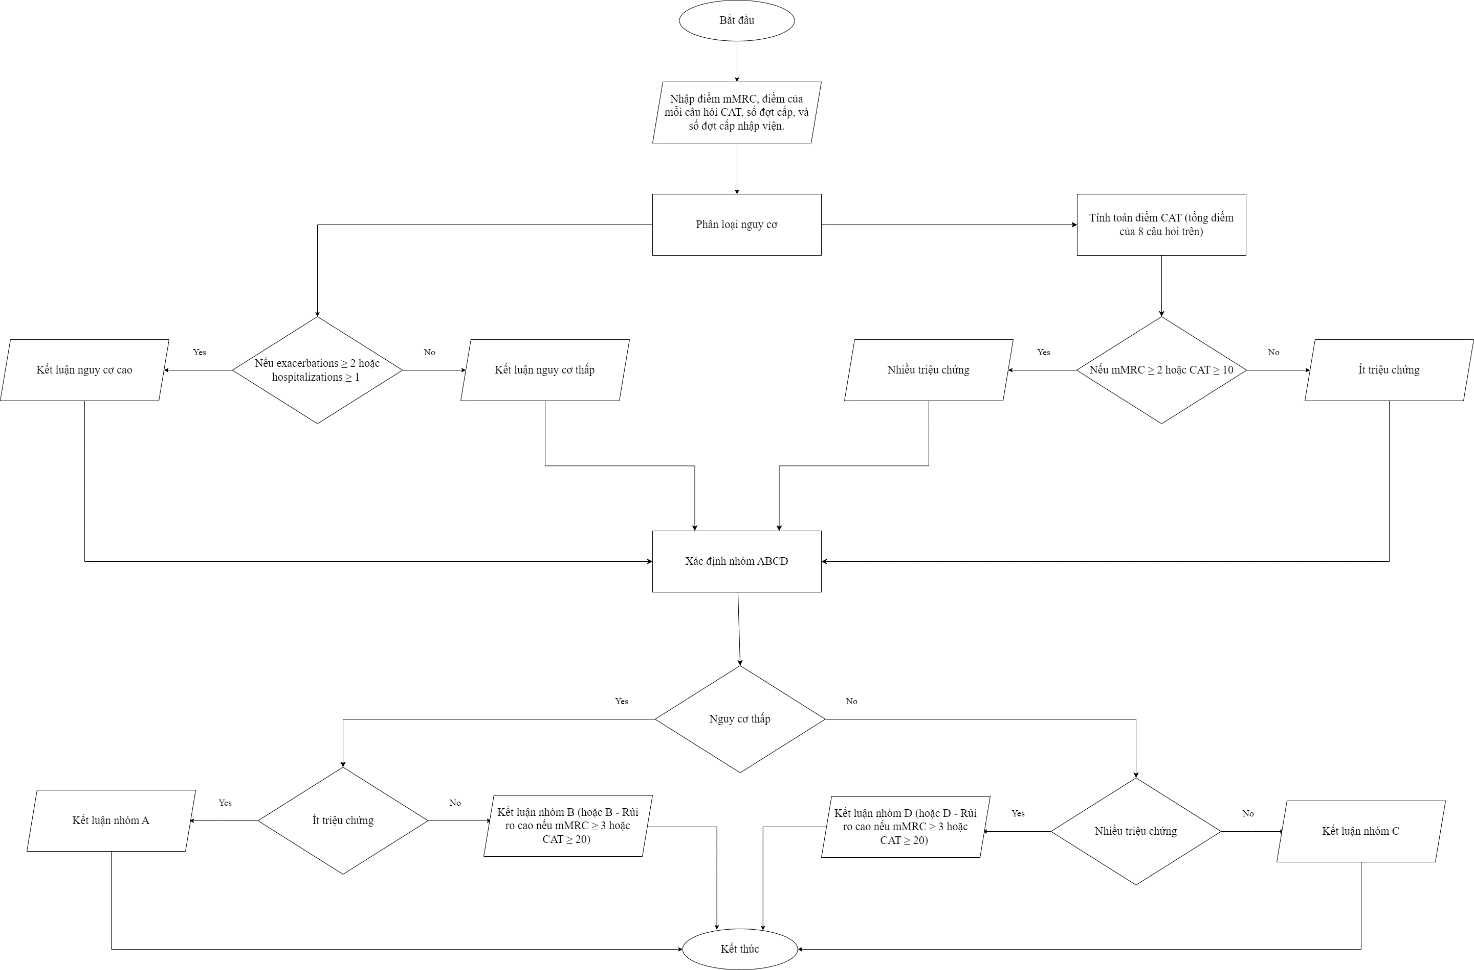 Bắt đầu
Nhập điểm mMRC, điểm của
mỗi câu hỏi CAT, số đợt cấp, và
số đợt cấp nhập viện.
Phân loại nguy cơ
Tính toán điểm CAT (tổng điểm
của 8 câu hỏi trên)
Kết luận nguy cơ cao
Yes
Nếu exacerbations ≥ 2 hoặc
hospitalizations ≥ 1
No
Kết luận nguy cơ thấp
Nhiều triệu chứng
Yes
Nếu mMRC ≥ 2 hoặc CAT ≥ 10
No
Ít triệu chứng
Xác định nhóm ABCD
Yes
Nguy cơ thấp
No
Kết luận nhóm A
Yes
Ít triệu chứng
No
Kết luận nhóm B (hoặc B - Rủi
ro cao nếu mMRC ≥ 3 hoặc
CAT ≥ 20)
Kết luận nhóm D (hoặc D - Rủi
ro cao nếu mMRC ≥ 3 hoặc
CAT ≥ 20)
Yes
Nhiều triệu chứng
No
Kết luận nhóm C
Kết thúc